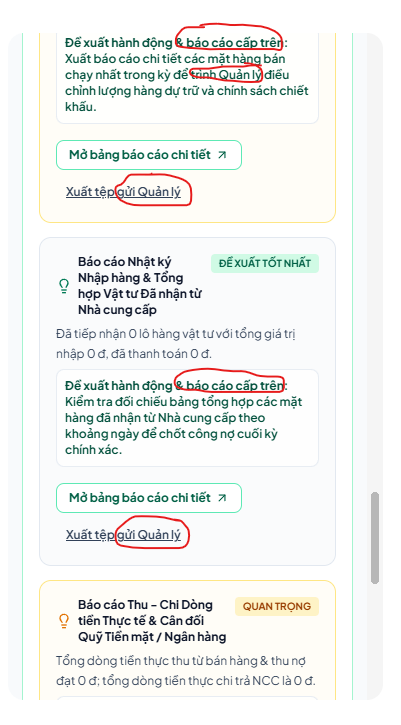 Đề xuất hành động & báo cáo cấp trên:
Xuất báo cáo chi tiết các mặt hàng bán
chạy nhất trong kỳ để trình Quản lý điều
chỉnh lượng hàng dự trữ và chính sách chiết
khấu.
Mở bảng báo cáo chi tiết
Xuất tệp gửi Quản lý
Báo cáo Nhật ký
Nhập hàng & Tổng
hợp Vật tư Đã nhận từ
Nhà cung cấp
ĐỀ XUẤT TỐT NHẤT
Đã tiếp nhận 0 lô hàng vật tư với tổng giá trị
nhập 0 đ, đã thanh toán 0 đ.
Đề xuất hành động & báo cáo cấp trên:
Kiểm tra đối chiếu bảng tổng hợp các mặt
hàng đã nhận từ Nhà cung cấp theo
khoảng ngày để chốt công nợ cuối kỳ
chính xác.
Mở bảng báo cáo chi tiết
Xuất tệp gửi Quản lý
Báo cáo Thu - Chi Dòng
tiền Thực tế & Cân đối
Quỹ Tiền mặt / Ngân hàng
QUAN TRỌNG
Tổng dòng tiền thực thu từ bán hàng & thu nợ
đạt 0 đ; tổng dòng tiền thực chi trả NCC là 0 đ.